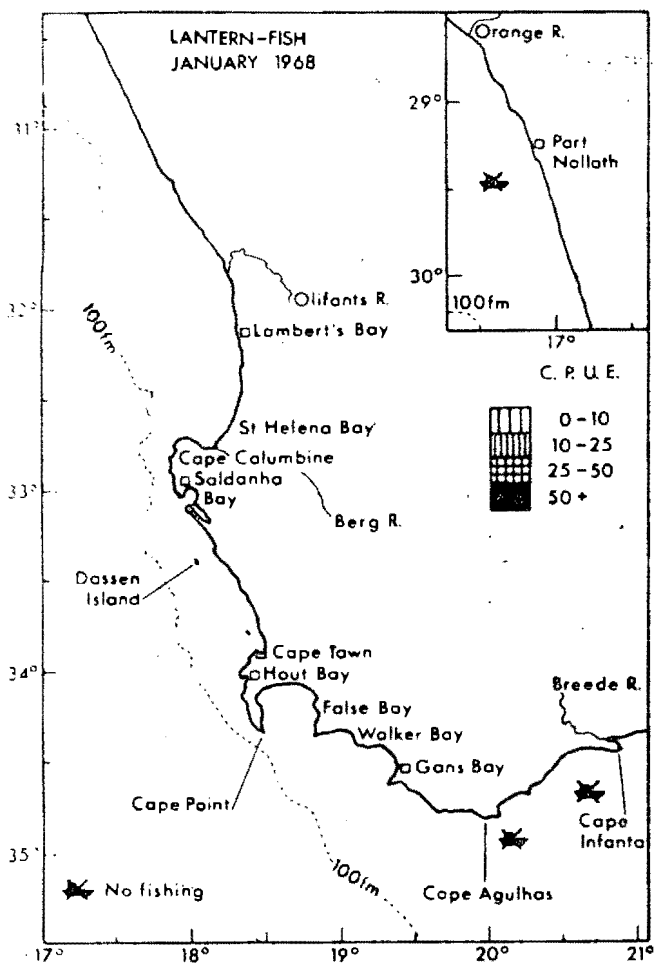 LANTERN-FISH
JANUARY 1968
Orange R.
29°
Port
Nolloth
30°
100fm
17°
31°
Olifants R.
32°
100fm
Lambert's Bay
C. P. U. E.
0-10
10-25
25-50
50+
St Helena Bay
Cape Columbine
Saldanha
Bay
33°
Berg R.
Dassen
Island
Cape Town
34°
Hout Bay
Breede R.
False Bay
Walker Bay
Gans Bay
Cape Point
Cape
Infanta
35°
100fm
No fishing
Cape Agulhas
17°
18°
19°
20°
21°